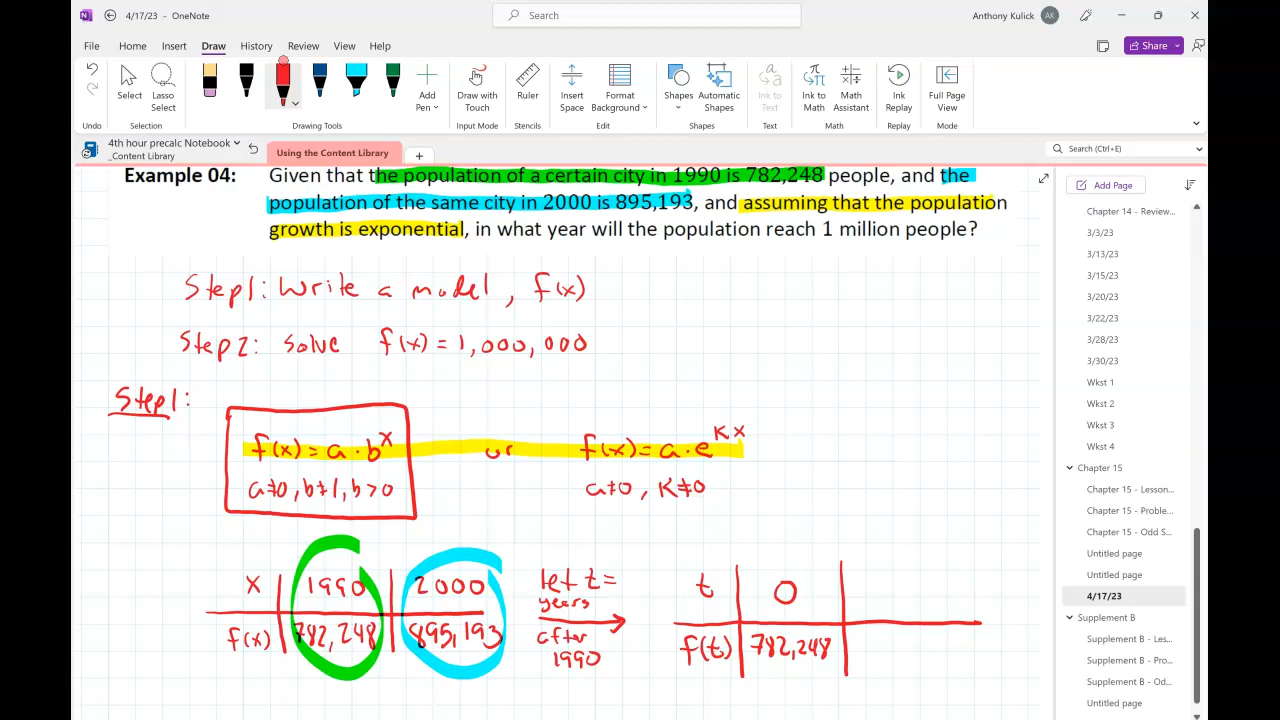 4/17/23 - OneNote
Search
Anthony Kulick AK
File Home Insert Draw History Review View Help
Share
Select
Lasso Select
Add Pen
Draw with Touch
Ruler
Insert Space
Format Background
Shapes
Automatic Shapes
Ink to Text
Ink to Math
Math Assistant
Ink Replay
Full Page View
Undo Selection Drawing Tools Input Mode Stencils Edit Shapes Text Math Replay Mode
4th hour precalc Notebook
_Content Library
Using the Content Library
+
Search (Ctrl+E)
Example 04: Given that the population of a certain city in 1990 is 782,248 people, and the
population of the same city in 2000 is 895,193, and assuming that the population
growth is exponential, in what year will the population reach 1 million people?
Step1: Write a model, f(x)
Step2: solve f(x) = 1,000,000
Step1:
f(x) = a · b^x or f(x) = a · e^Kx
a≠0, b≠1, b>0 a≠0, K≠0
x | 1990 | 2000
f(x) | 782,248 | 895,193
let t =
years
after
1990
t | 0 |
f(t) | 782,248 |
Add Page
Chapter 14 - Review...
3/3/23
3/13/23
3/15/23
3/20/23
3/22/23
3/28/23
3/30/23
Wkst 1
Wkst 2
Wkst 3
Wkst 4
Chapter 15
Chapter 15 - Lesson...
Chapter 15 - Proble...
Chapter 15 - Odd S...
Untitled page
Untitled page
4/17/23
Supplement B
Supplement B - Les...
Supplement B - Pro...
Supplement B - Od...
Untitled page